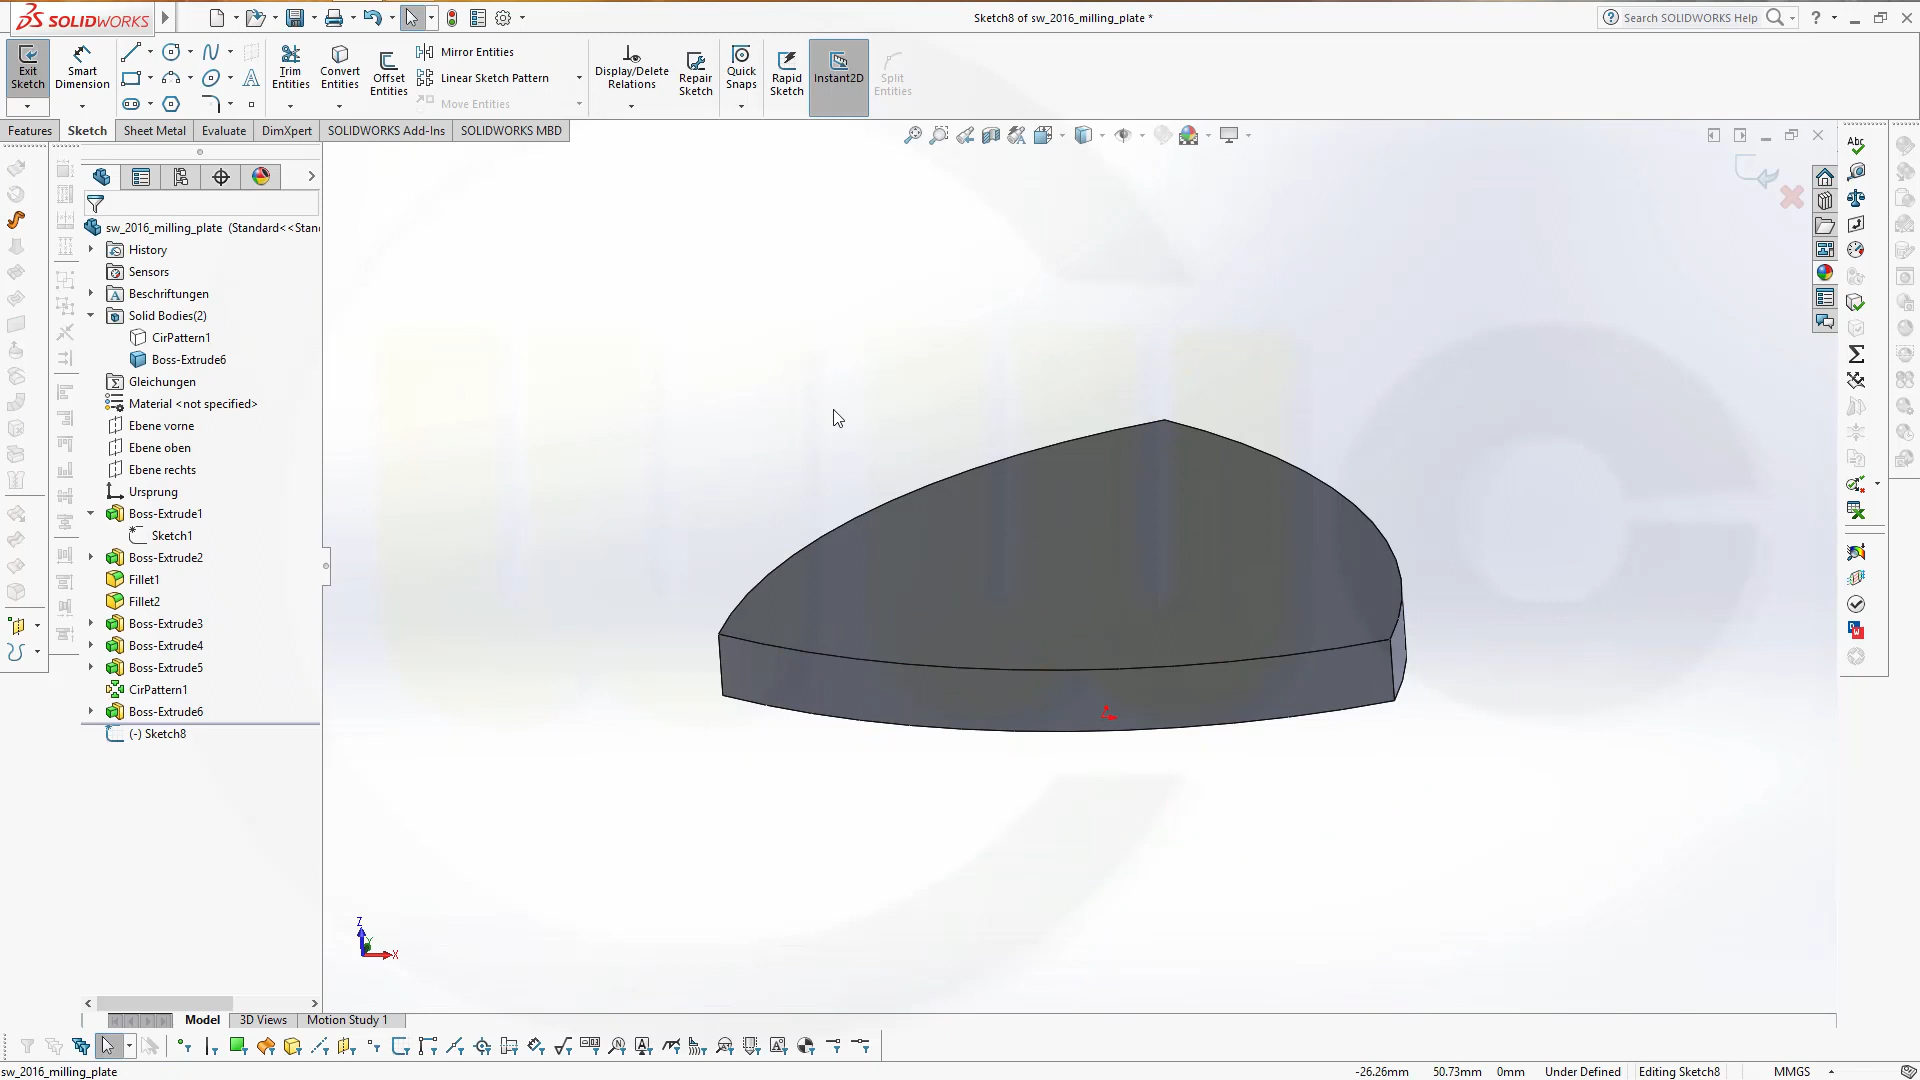 SOLIDWORKS
Sketch8 of sw_2016_milling_plate *
Search SOLIDWORKS Help
?
Exit Sketch
Smart Dimension
Trim Entities
Convert Entities
Offset Entities
Mirror Entities
Linear Sketch Pattern
Move Entities
Display/Delete Relations
Repair Sketch
Quick Snaps
Rapid Sketch
Instant2D
Split Entities
Features
Sketch
Sheet Metal
Evaluate
DimXpert
SOLIDWORKS Add-Ins
SOLIDWORKS MBD
sw_2016_milling_plate (Standard<<Stan
History
Sensors
Beschriftungen
Solid Bodies(2)
CirPattern1
Boss-Extrude6
Gleichungen
Material <not specified>
Ebene vorne
Ebene oben
Ebene rechts
Ursprung
Boss-Extrude1
Sketch1
Boss-Extrude2
Fillet1
Fillet2
Boss-Extrude3
Boss-Extrude4
Boss-Extrude5
CirPattern1
Boss-Extrude6
(-) Sketch8
Abc
Z
Y
X
Model
3D Views
Motion Study 1
sw_2016_milling_plate
-26.26mm
50.73mm
0mm
Under Defined
Editing Sketch8
MMGS